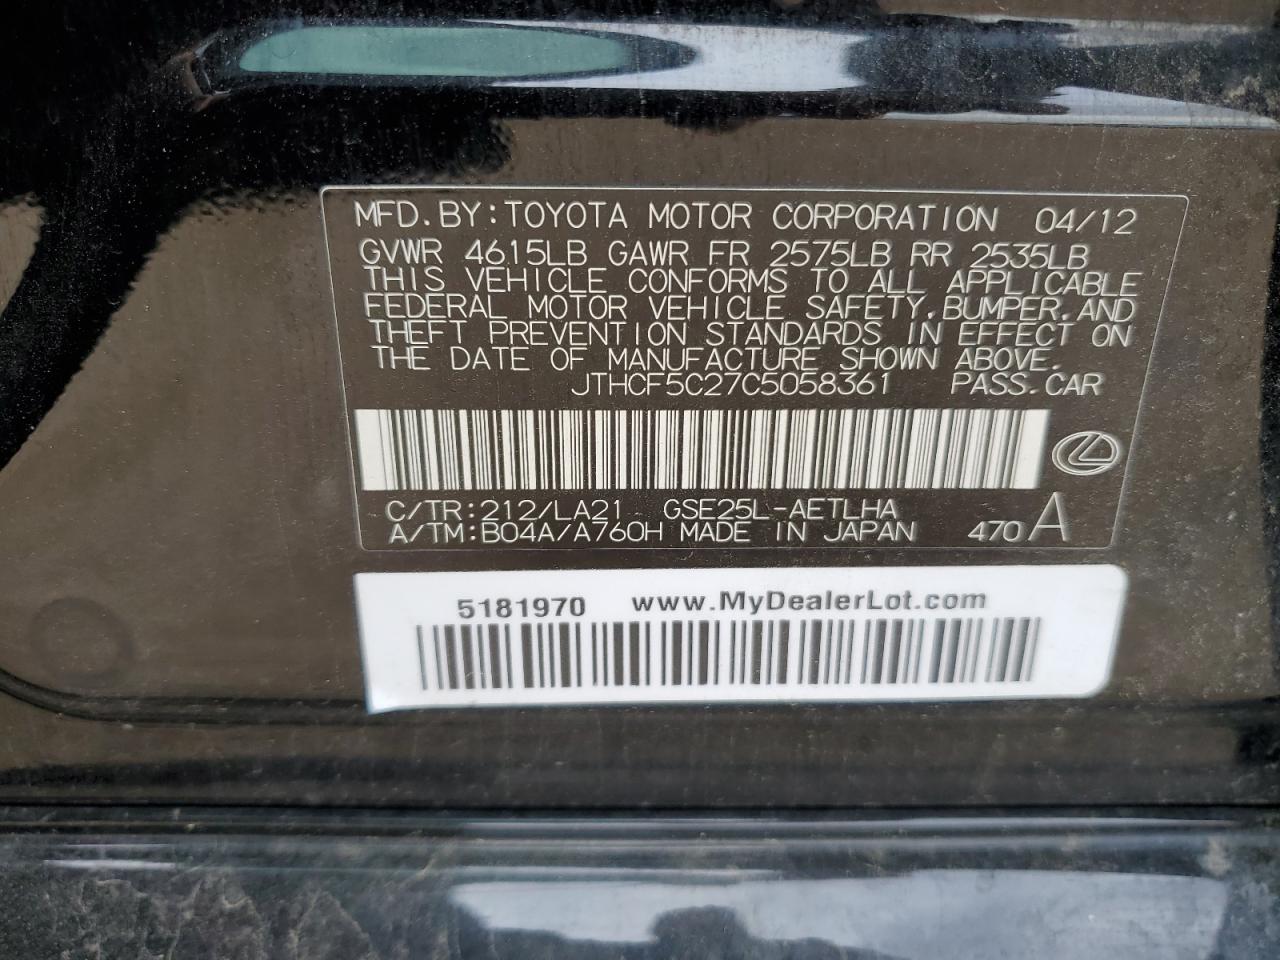 MFD.BY:TOYOTA MOTOR CORPORATION 04/12
GVWR 4615LB GAWR FR 2575LB RR 2535LB
THIS VEHICLE CONFORMS TO ALL APPLICABLE
FEDERAL MOTOR VEHICLE SAFETY,BUMPER,AND
THEFT PREVENTION STANDARDS IN EFFECT ON
THE DATE OF MANUFACTURE SHOWN ABOVE.
JTHCF5C27C5058361 PASS.CAR
C/TR:212/LA21 GSE25L-AETLHA
A/TM:B04A/A760H MADE IN JAPAN 470 A
5181970 www.MyDealerLot.com